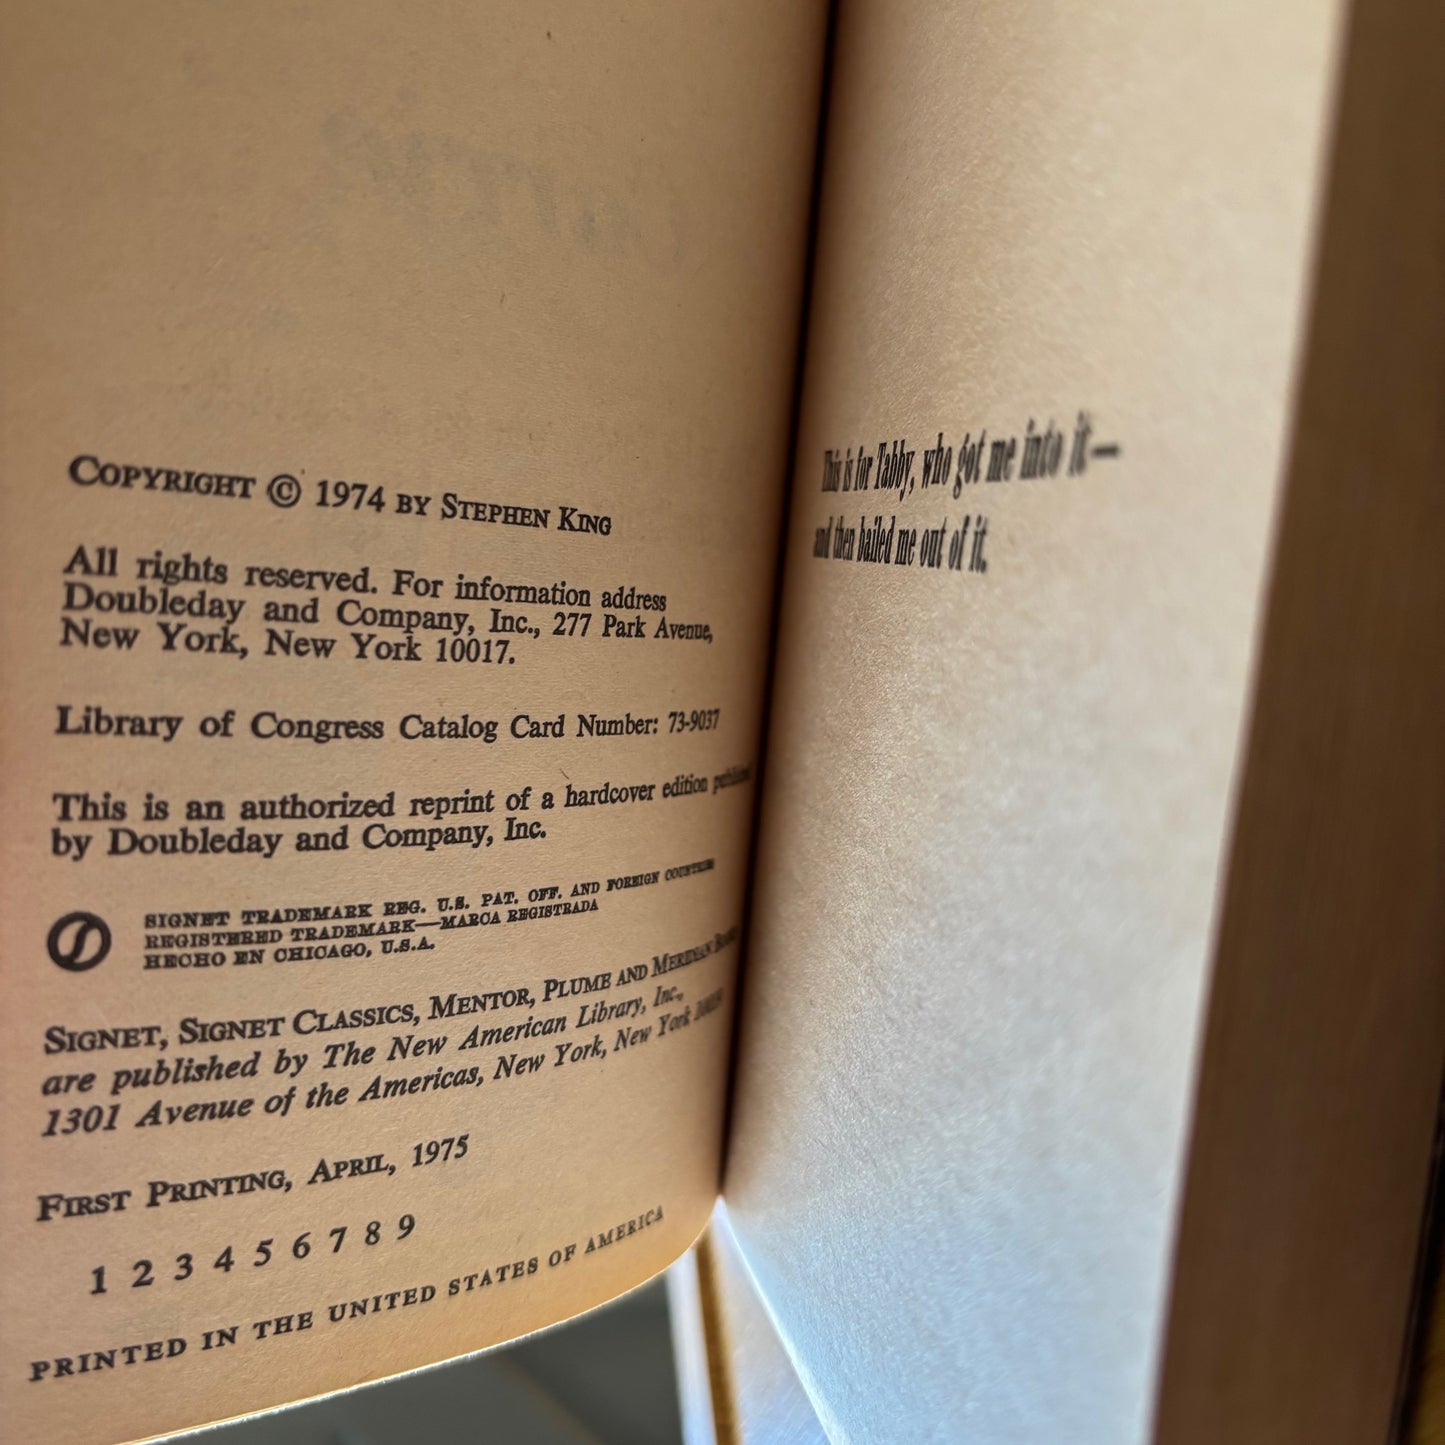 COPYRIGHT © 1974 BY STEPHEN KING
All rights reserved. For information address
Doubleday and Company, Inc., 277 Park Avenue,
New York, New York 10017.
Library of Congress Catalog Card Number: 73-9037
This is an authorized reprint of a hardcover edition published
by Doubleday and Company, Inc.
SIGNET TRADEMARK REG. U.S. PAT. OFF. AND FOREIGN COUNTRIES
REGISTERED TRADEMARK—MARCA REGISTRADA
HECHO EN CHICAGO, U.S.A.
SIGNET, SIGNET CLASSICS, MENTOR, PLUME AND MERIDIAN BOOKS
are published by The New American Library, Inc.,
1301 Avenue of the Americas, New York, New York 10019
FIRST PRINTING, APRIL, 1975
1 2 3 4 5 6 7 8 9
PRINTED IN THE UNITED STATES OF AMERICA
This is for Tabby, who got me into it—
and then bailed me out of it.